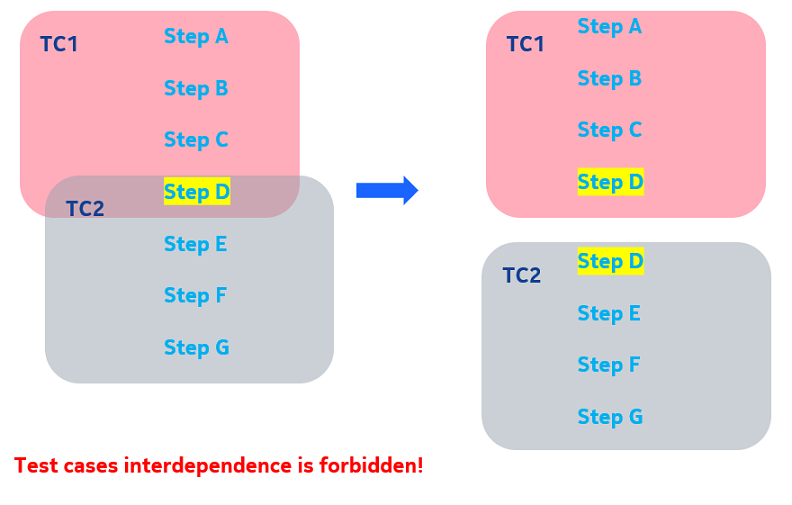 TC1
Step A
Step B
Step C
Step D
TC2
Step E
Step F
Step G
TC1
Step A
Step B
Step C
Step D
TC2
Step D
Step E
Step F
Step G
Test cases interdependence is forbidden!